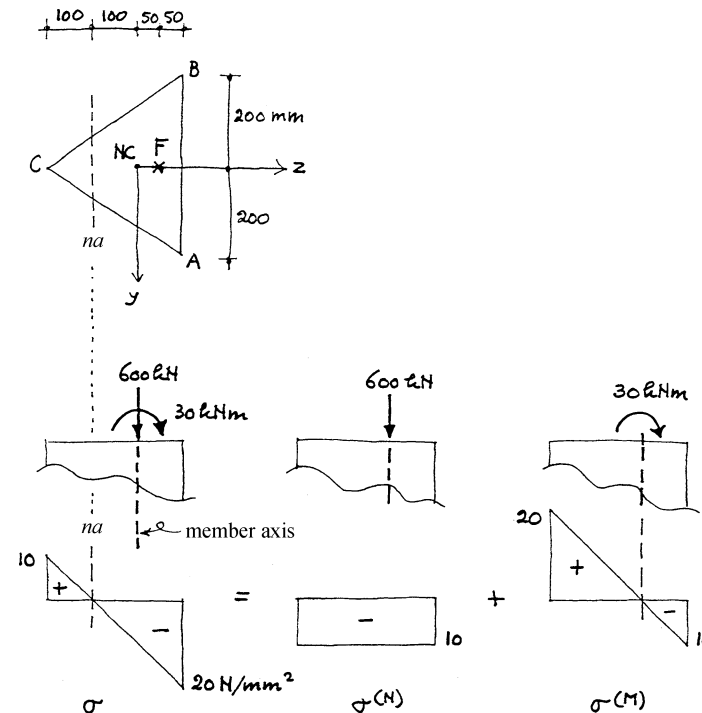 100 100 50 50
B
200 mm
NC F
C z
200
na
A
y
600 kN
30 kNm
600 kN
30 kNm
na
member axis
20
10
+
+
= - +
-
-
10
20 N/mm²
σ σ(N) σ(M)